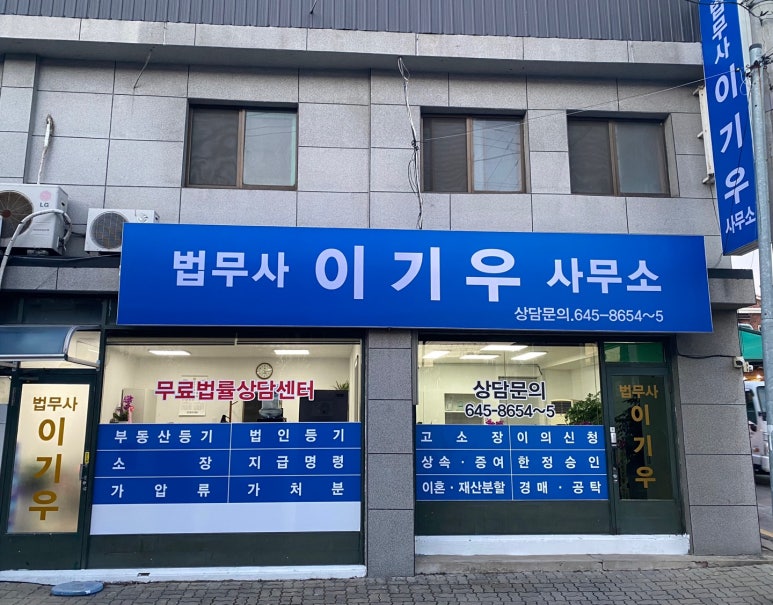 법무사 이기우 사무소
상담문의.645-8654~5
법무사 이기우 사무소
LG
무료법률상담센터
부동산등기 법인등기
소장 지급명령
가압류 가처분
상담문의
645-8654~5
고소장 이의신청
상속·증여 한정승인
이혼·재산분할 경매·공탁
법무사
이기우
법무사
이기우